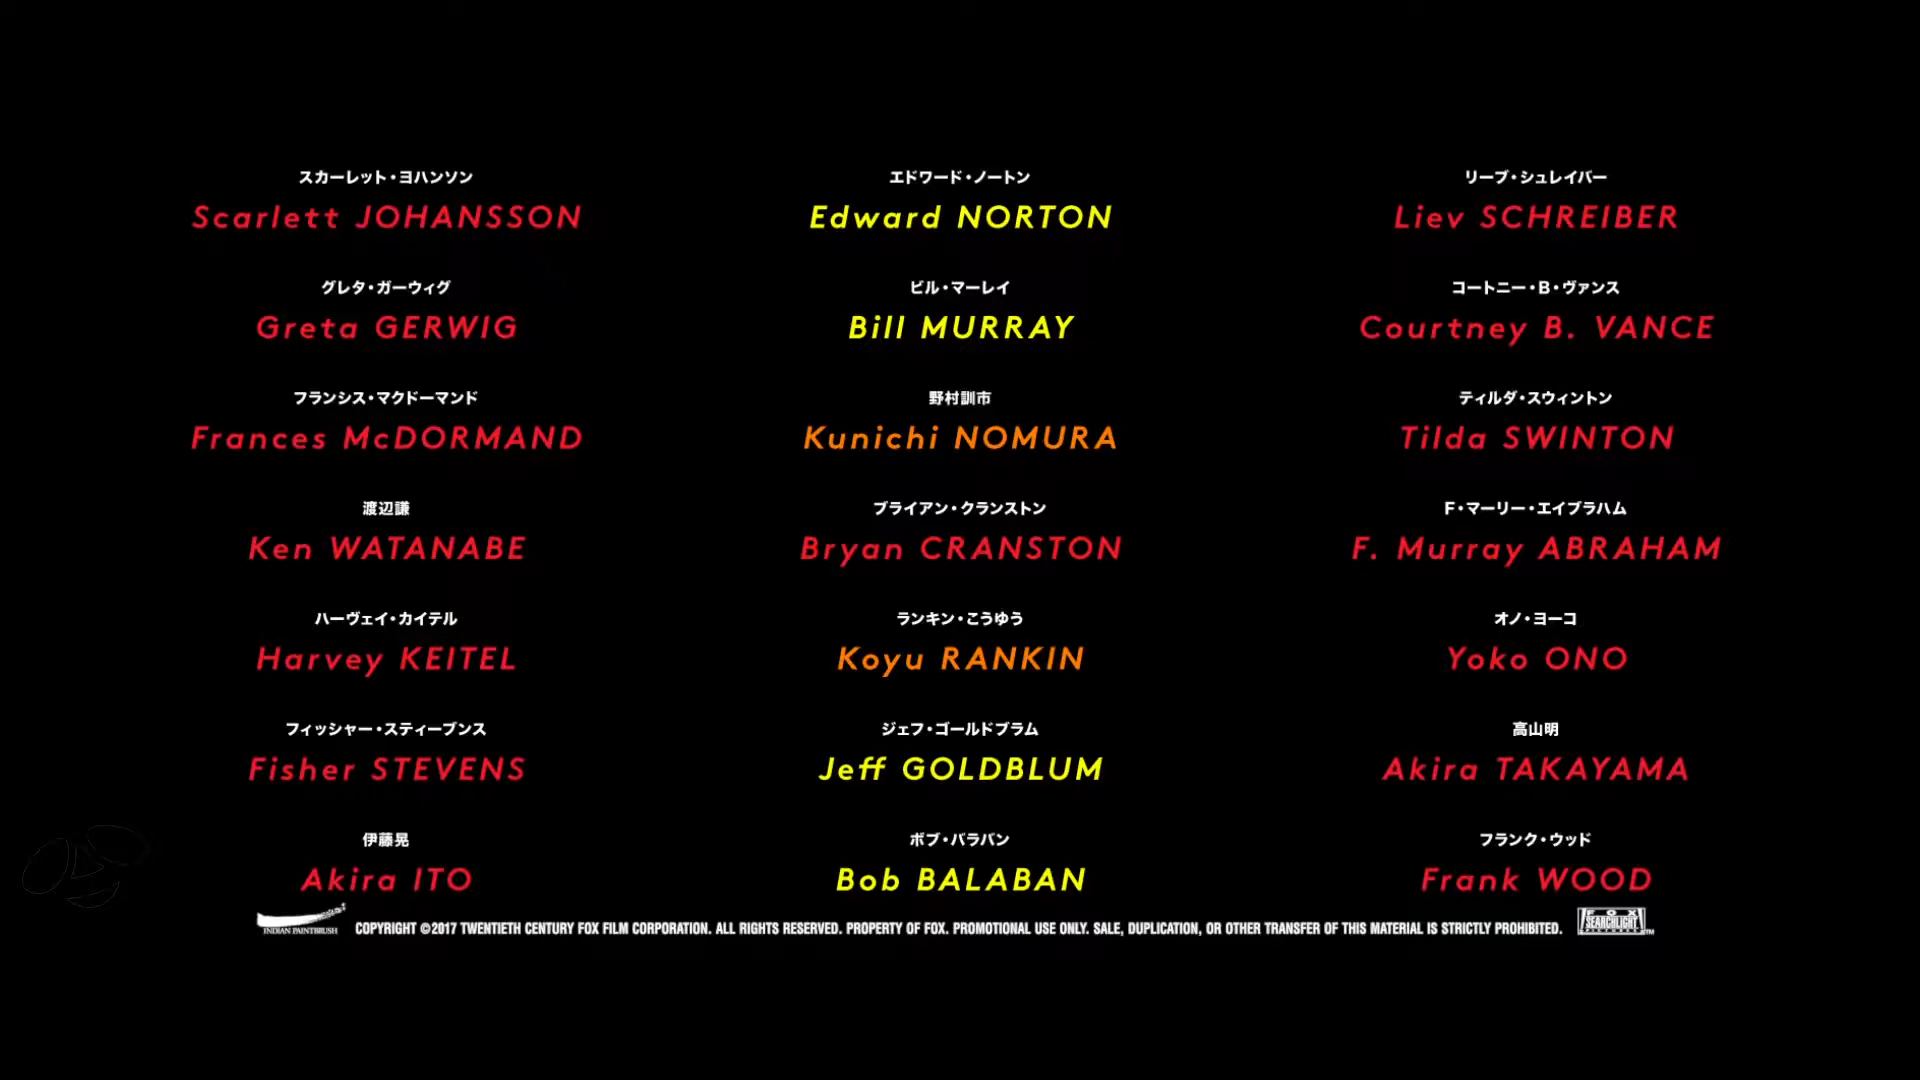 スカーレット・ヨハンソン
Scarlett JOHANSSON
エドワード・ノートン
Edward NORTON
リーブ・シュレイバー
Liev SCHREIBER
グレタ・ガーウィグ
Greta GERWIG
ビル・マーレイ
Bill MURRAY
コートニー・B・ヴァンス
Courtney B. VANCE
フランシス・マクドーマンド
Frances McDORMAND
野村訓市
Kunichi NOMURA
ティルダ・スウィントン
Tilda SWINTON
渡辺謙
Ken WATANABE
ブライアン・クランストン
Bryan CRANSTON
F・マーリー・エイブラハム
F. Murray ABRAHAM
ハーヴェイ・カイテル
Harvey KEITEL
ランキン・こうゆう
Koyu RANKIN
オノ・ヨーコ
Yoko ONO
フィッシャー・スティーブンス
Fisher STEVENS
ジェフ・ゴールドブラム
Jeff GOLDBLUM
高山明
Akira TAKAYAMA
伊藤晃
Akira ITO
ボブ・バラバン
Bob BALABAN
フランク・ウッド
Frank WOOD
INDIAN PAINTBRUSH
COPYRIGHT ©2017 TWENTIETH CENTURY FOX FILM CORPORATION. ALL RIGHTS RESERVED. PROPERTY OF FOX. PROMOTIONAL USE ONLY. SALE, DUPLICATION, OR OTHER TRANSFER OF THIS MATERIAL IS STRICTLY PROHIBITED.
FOX
SEARCHLIGHT
PICTURES
TM